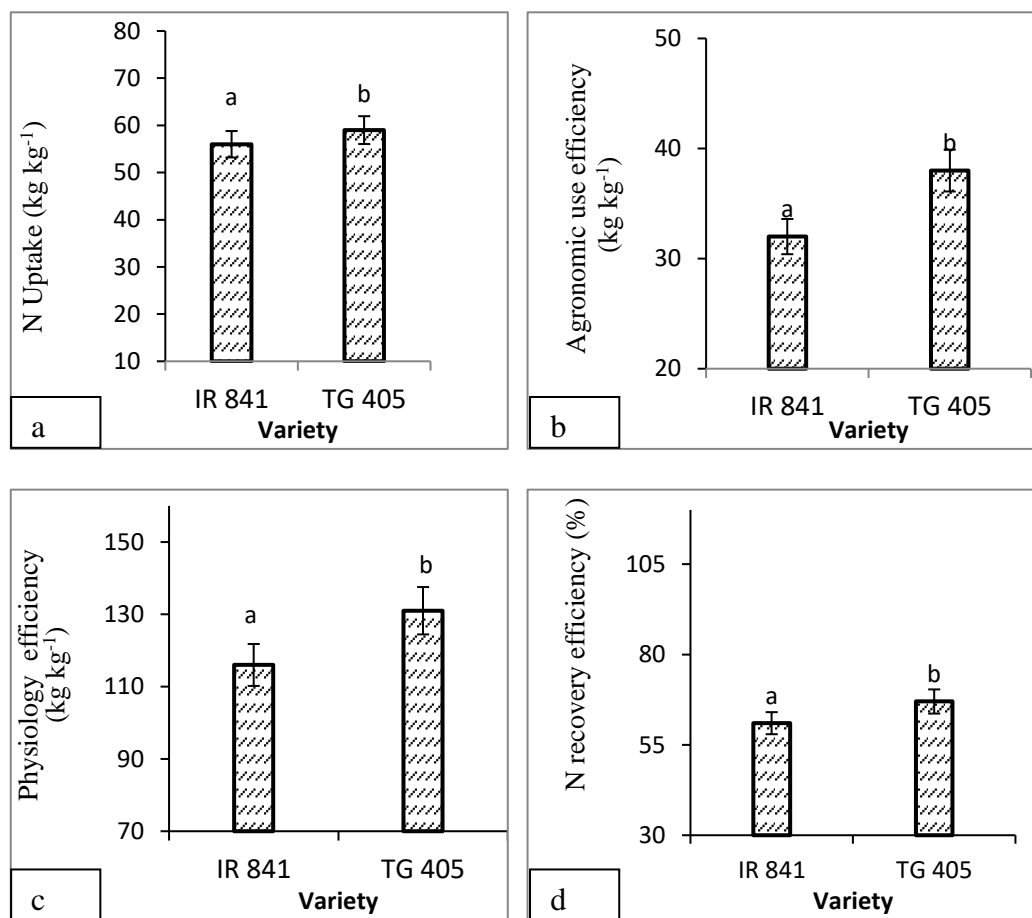 N Uptake (kg kg-1)
80
70
60
50
40
30
20
10
a
b
IR 841
TG 405
Variety
a
Agronomic use efficiency
(kg kg-1)
50
40
30
20
a
b
IR 841
TG 405
Variety
b
Physiology efficiency
(kg kg-1)
150
130
110
90
70
a
b
IR 841
TG 405
Variety
c
N recovery efficiency (%)
105
80
55
30
a
b
IR 841
TG 405
Variety
d